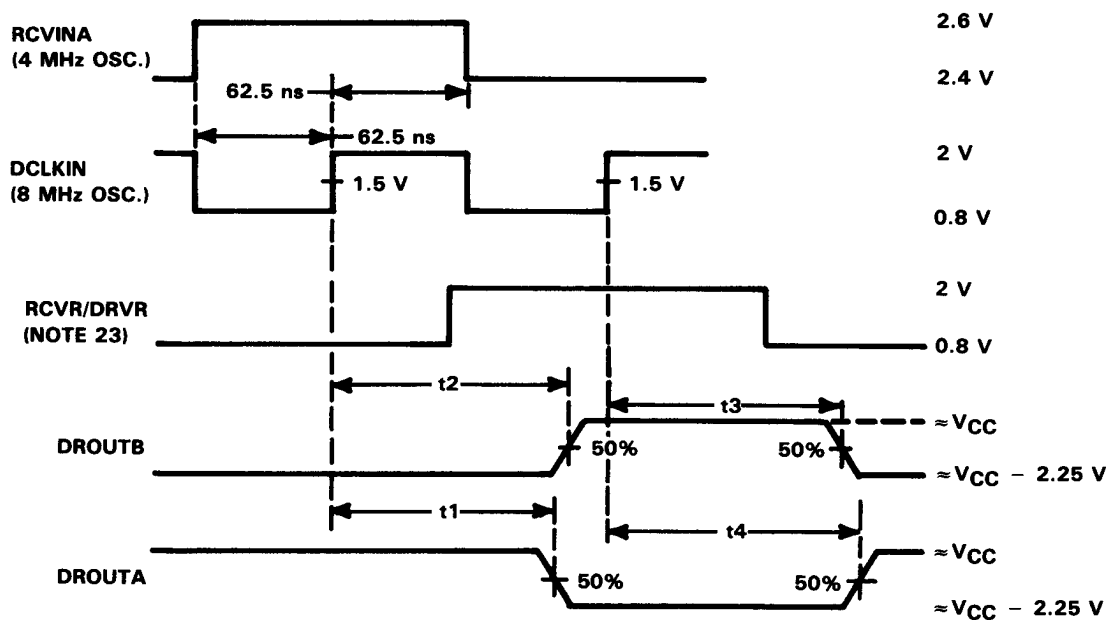 RCVINA
(4 MHz OSC.)
2.6 V
2.4 V
62.5 ns
62.5 ns
DCLKIN
(8 MHz OSC.)
1.5 V
1.5 V
2 V
0.8 V
RCVR/DRVR
(NOTE 23)
2 V
0.8 V
t2
t3
DROUTB
50%
50%
≈ VCC
≈ VCC − 2.25 V
t1
t4
DROUTA
50%
50%
≈ VCC
≈ VCC − 2.25 V